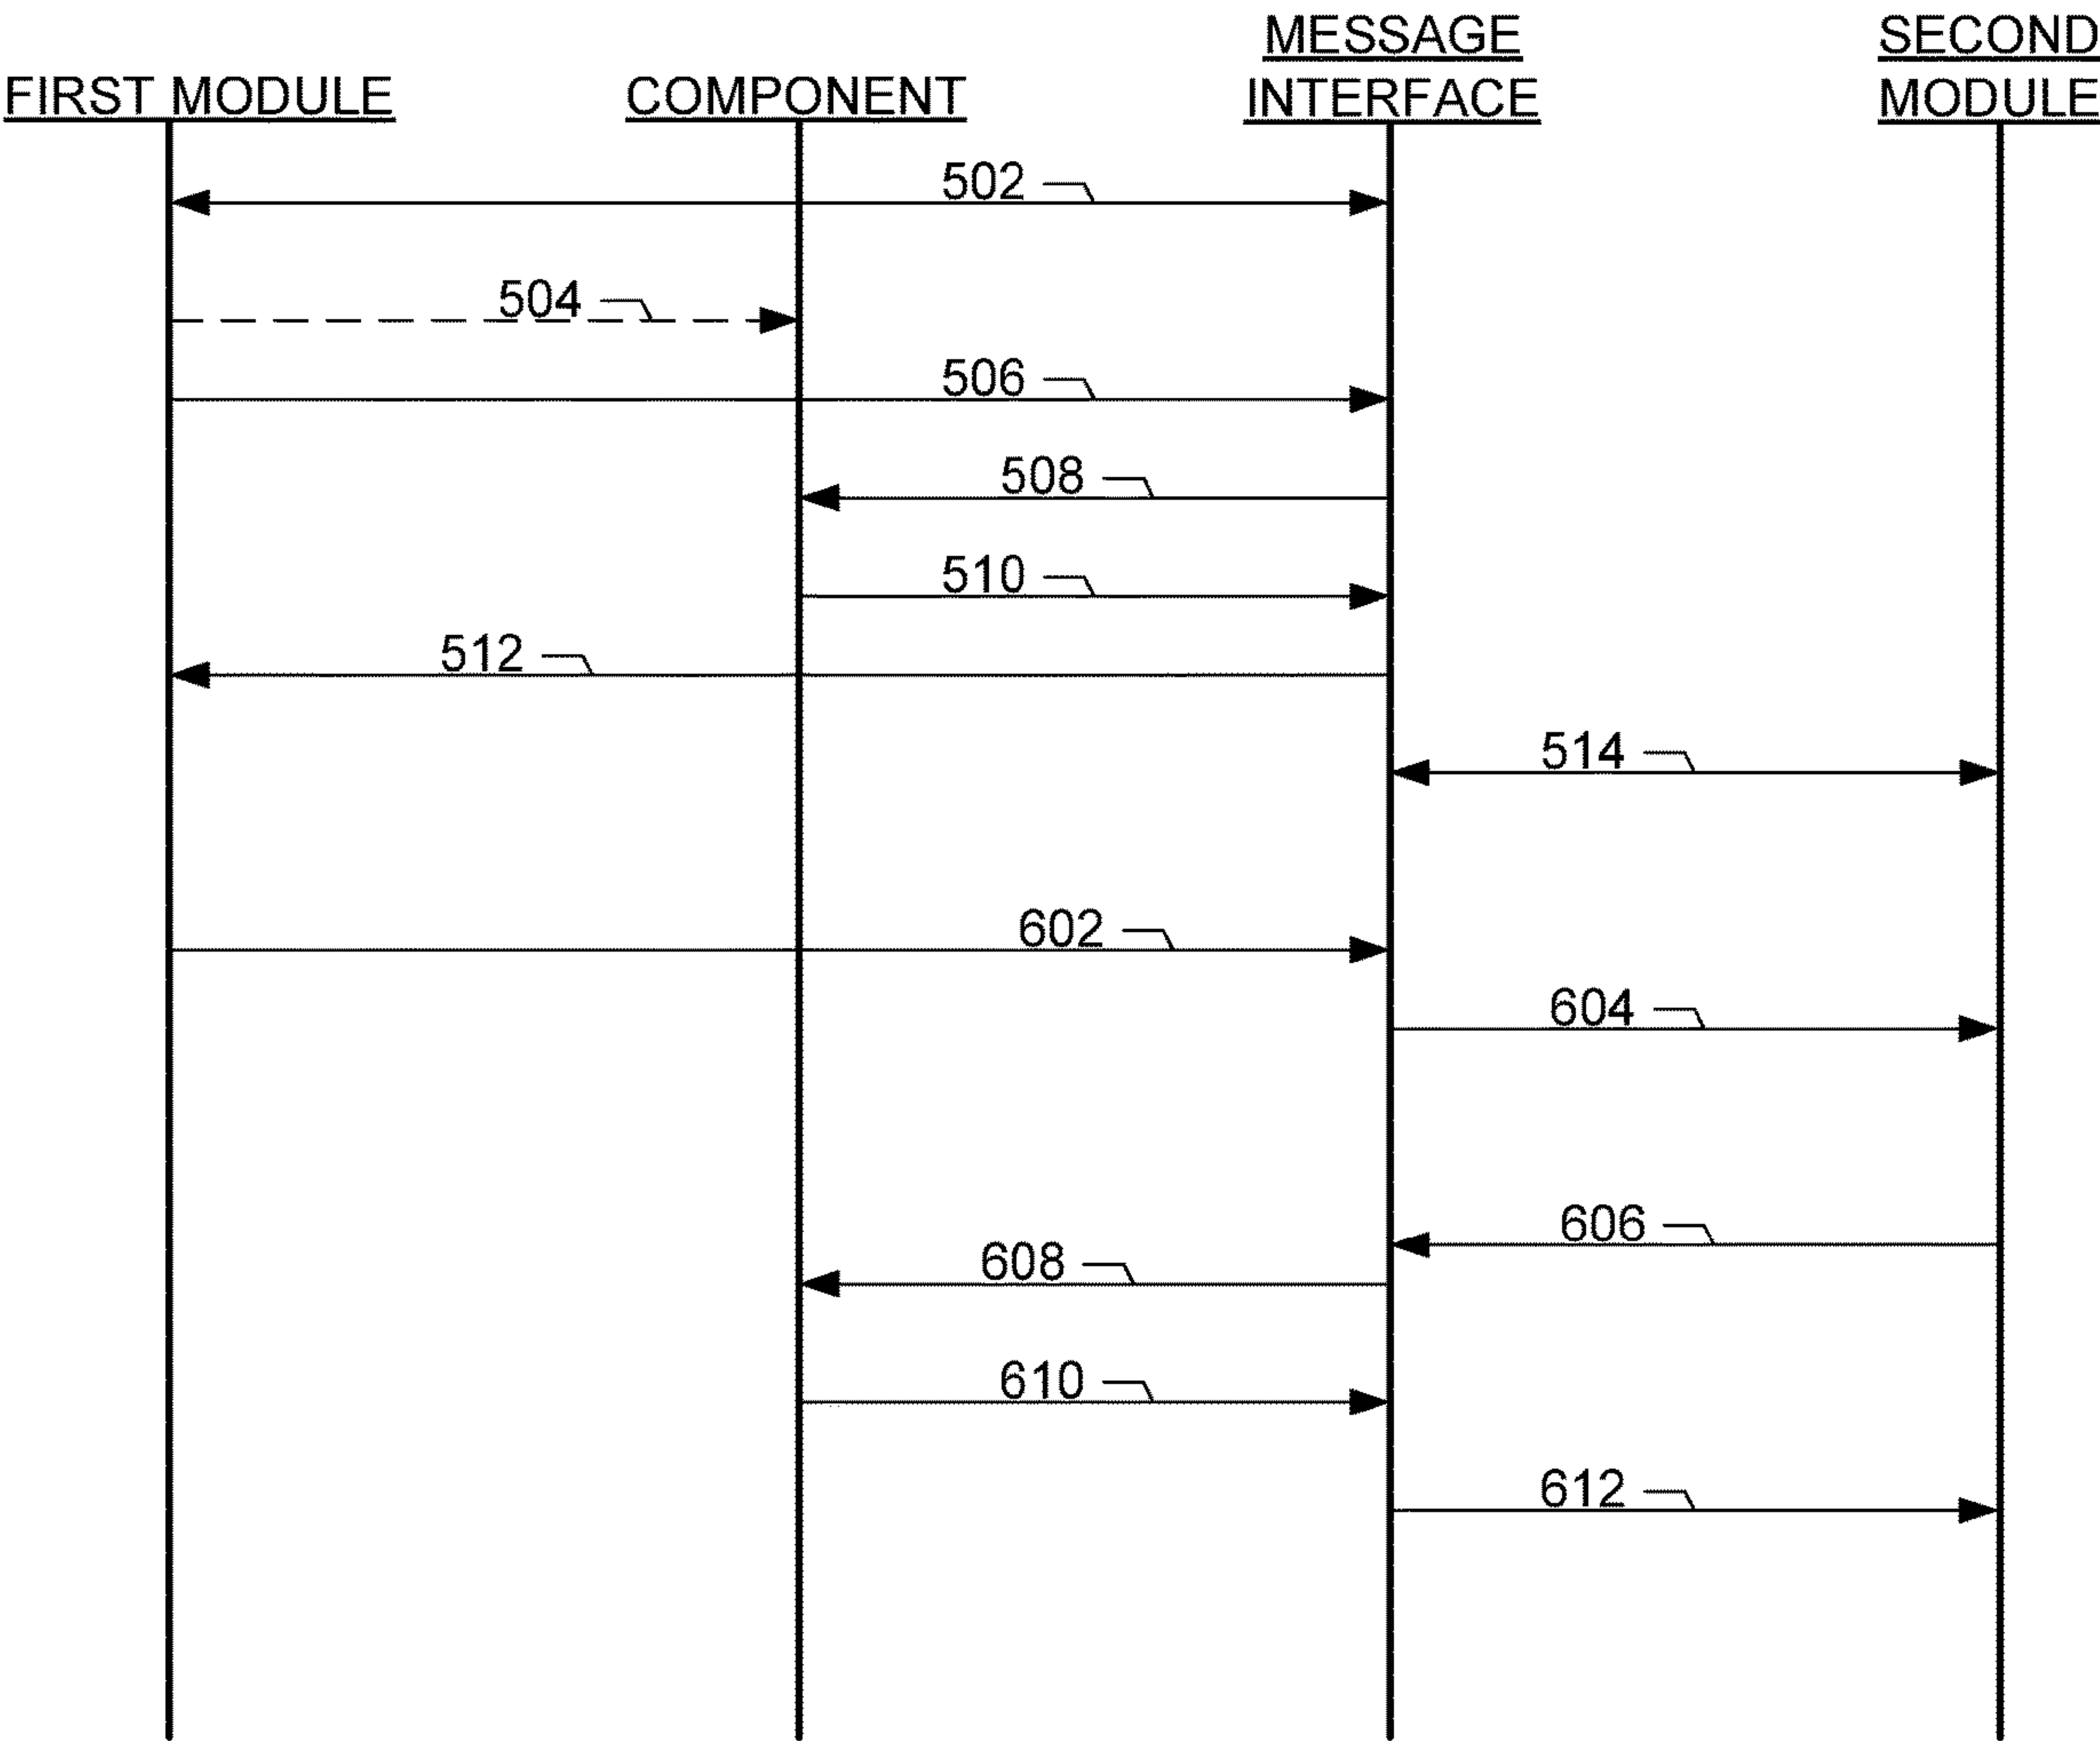 FIRST MODULE
COMPONENT
MESSAGE
INTERFACE
SECOND
MODULE
502
504
506
508
510
512
514
602
604
606
608
610
612